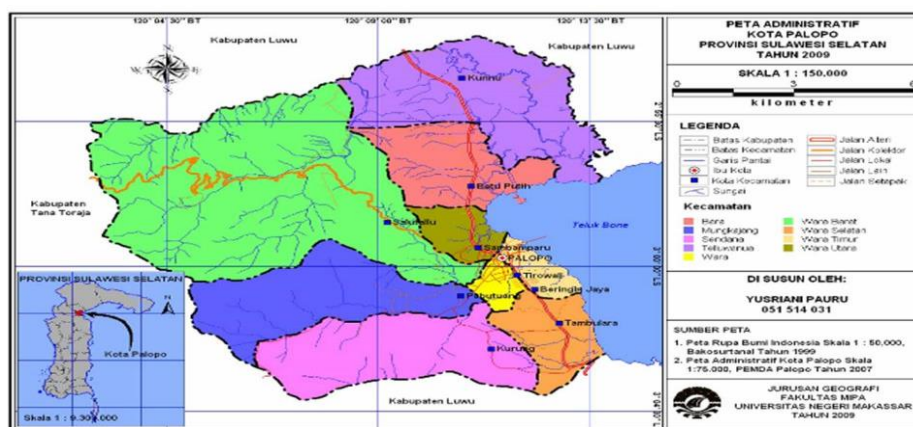 120° 04' 30" BT
120° 09' 00" BT
120° 13' 30" BT
Kabupaten Luwu
Kabupaten Luwu
Kabupaten
Tana Toraja
Batu Putih
Teluk Bone
Sambamparu
PALOPO
Tirowali
Beringin Jaya
Pabutuang
Tambulara
Kurung
Kabupaten Luwu
PROVINSI SULAWESI SELATAN
N
Kota Palopo
PETA ADMINISTRATIF
KOTA PALOPO
PROVINSI SULAWESI SELATAN
TAHUN 2009
SKALA 1 : 150.000
0 3
kilometer
LEGENDA
Batas Kabupaten
Batas Kecamatan
Garis Pantai
Ibu Kota
Kota Kecamatan
Sungai
Jalan Arteri
Jalan Kolektor
Jalan Lokal
Jalan Lain
Jalan Setapak
Kecamatan
Bara
Mungkajang
Sendana
Telluwanua
Wara
Wara Barat
Wara Selatan
Wara Timur
Wara Utara
DI SUSUN OLEH:
YUSRIANI PAURU
051 514 031
SUMBER PETA
1. Peta Rupa Bumi Indonesia Skala 1 : 50.000,
Bakosurtanal Tahun 1999
2. Peta Administratif Kota Palopo Skala
1:75.000, PEMDA Palopo Tahun 2007
JURUSAN GEOGRAFI
FAKULTAS MIPA
UNIVERSITAS NEGERI MAKASSAR
TAHUN 2009